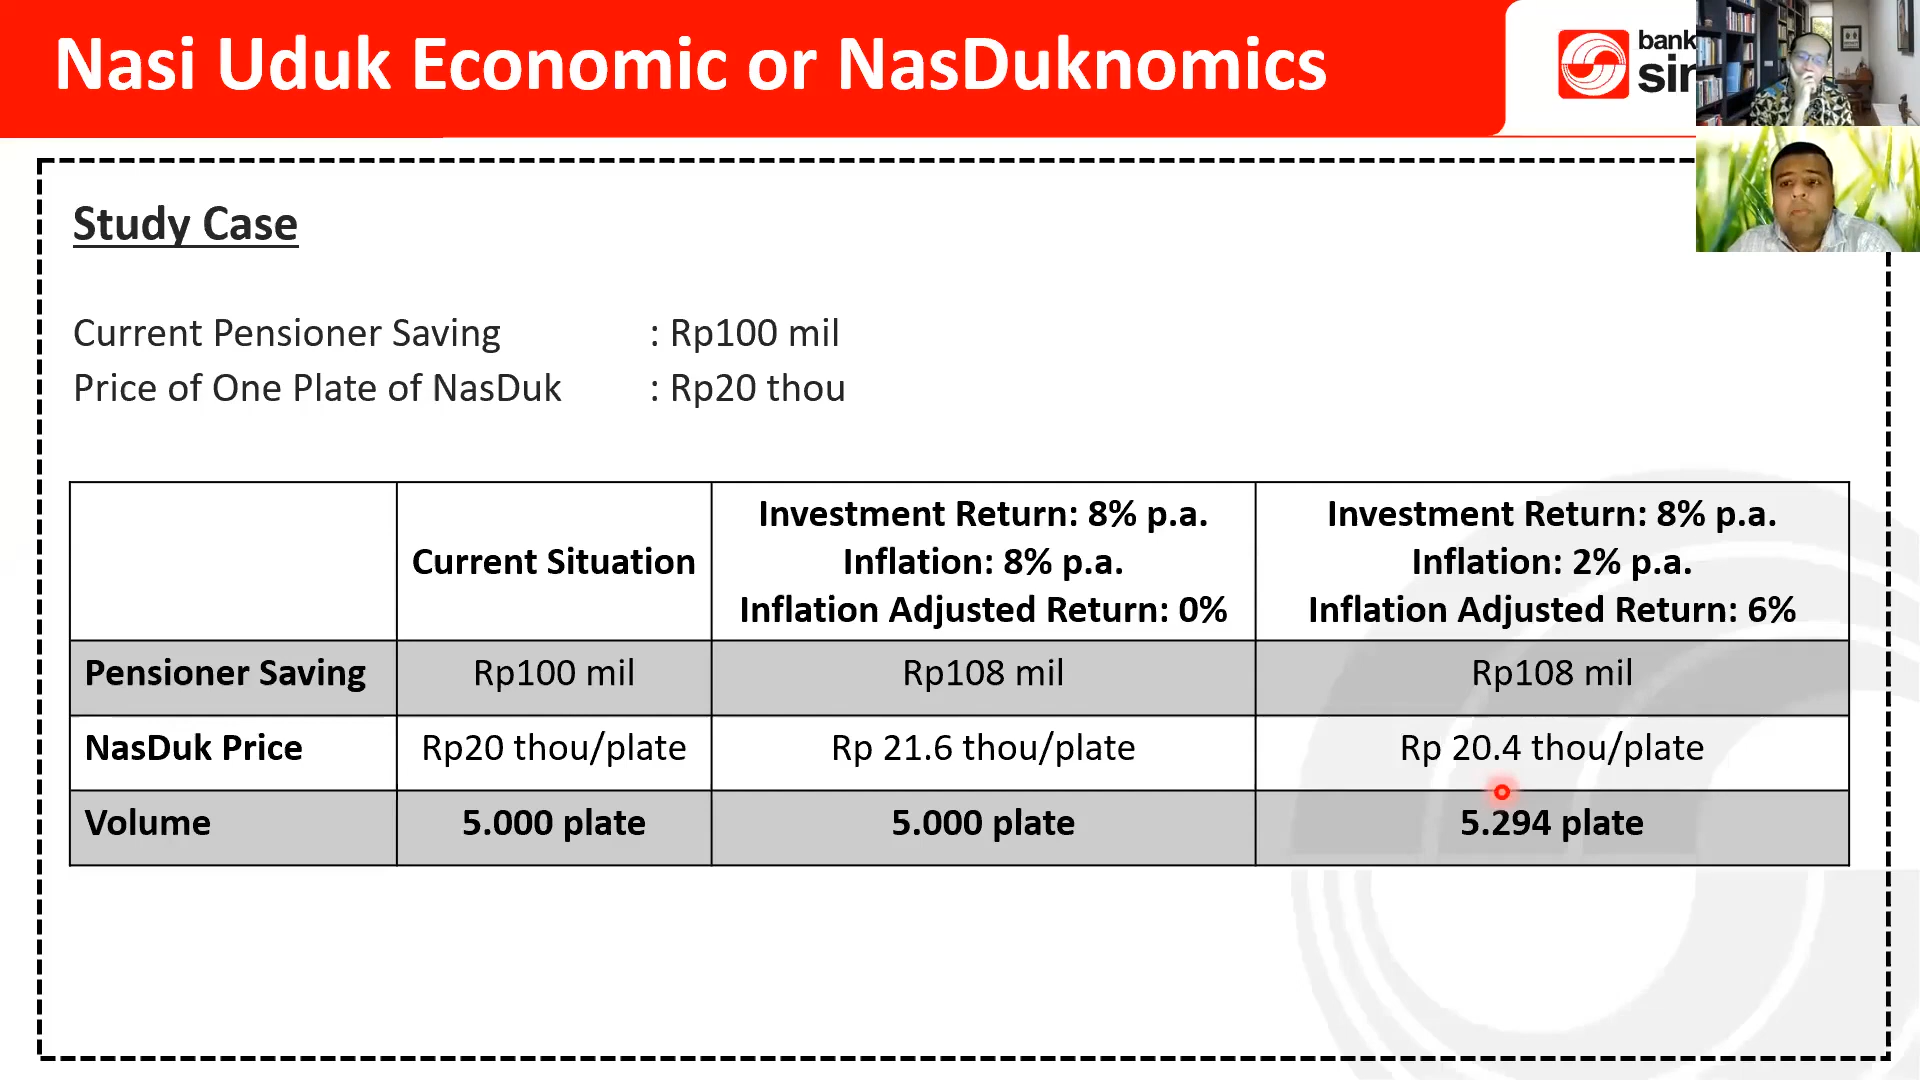 Nasi Uduk Economic or NasDuknomics
bank
sin
Study Case
Current Pensioner Saving : Rp100 mil
Price of One Plate of NasDuk : Rp20 thou
Current Situation
Investment Return: 8% p.a.
Inflation: 8% p.a.
Inflation Adjusted Return: 0%
Investment Return: 8% p.a.
Inflation: 2% p.a.
Inflation Adjusted Return: 6%
Pensioner Saving Rp100 mil Rp108 mil Rp108 mil
NasDuk Price Rp20 thou/plate Rp 21.6 thou/plate Rp 20.4 thou/plate
Volume 5.000 plate 5.000 plate 5.294 plate